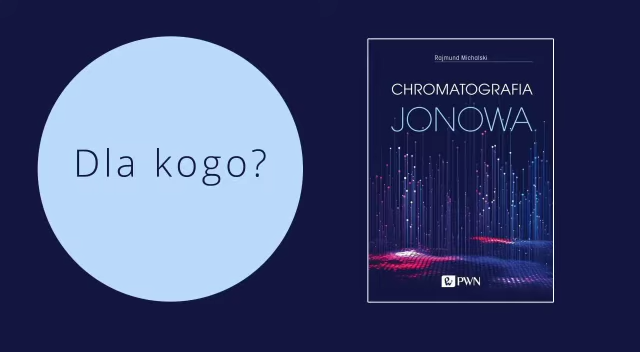 Dla kogo?
Rajmund Michalski
CHROMATOGRAFIA
JONOWA
PWN